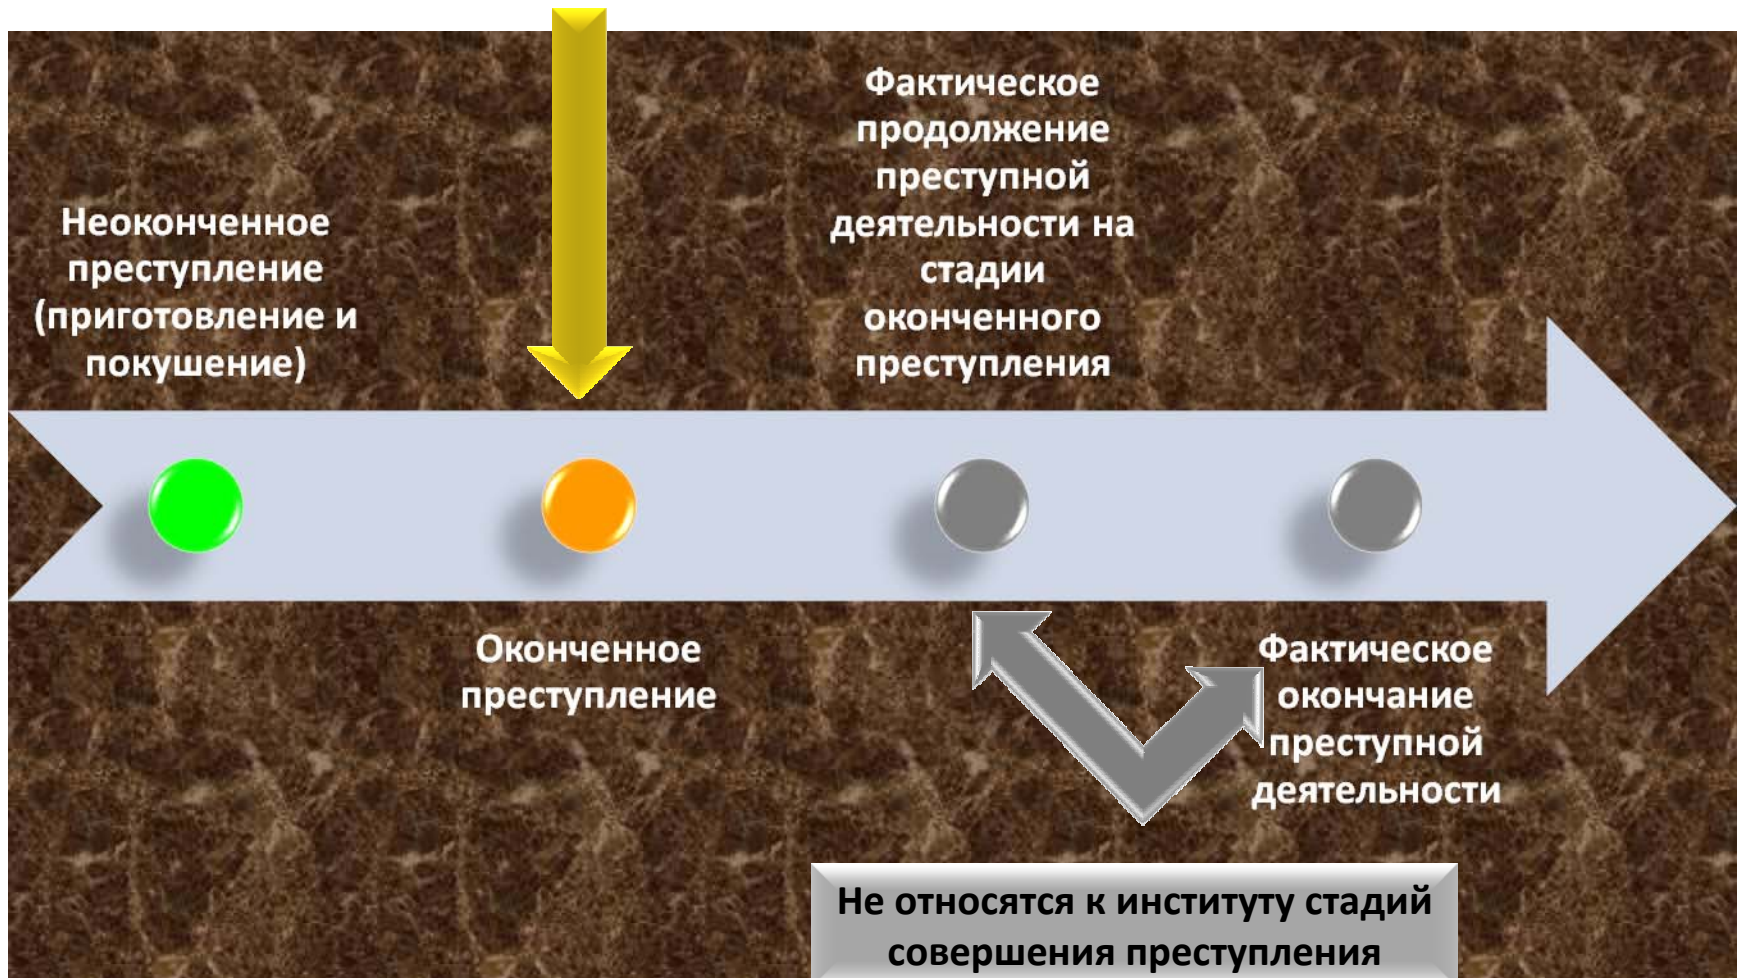 Неоконченное
преступление
(приготовление и
покушение)
Оконченное
преступление
Фактическое
продолжение
преступной
деятельности на
стадии
оконченного
преступления
Фактическое
окончание
преступной
деятельности
Не относятся к институту стадий
совершения преступления